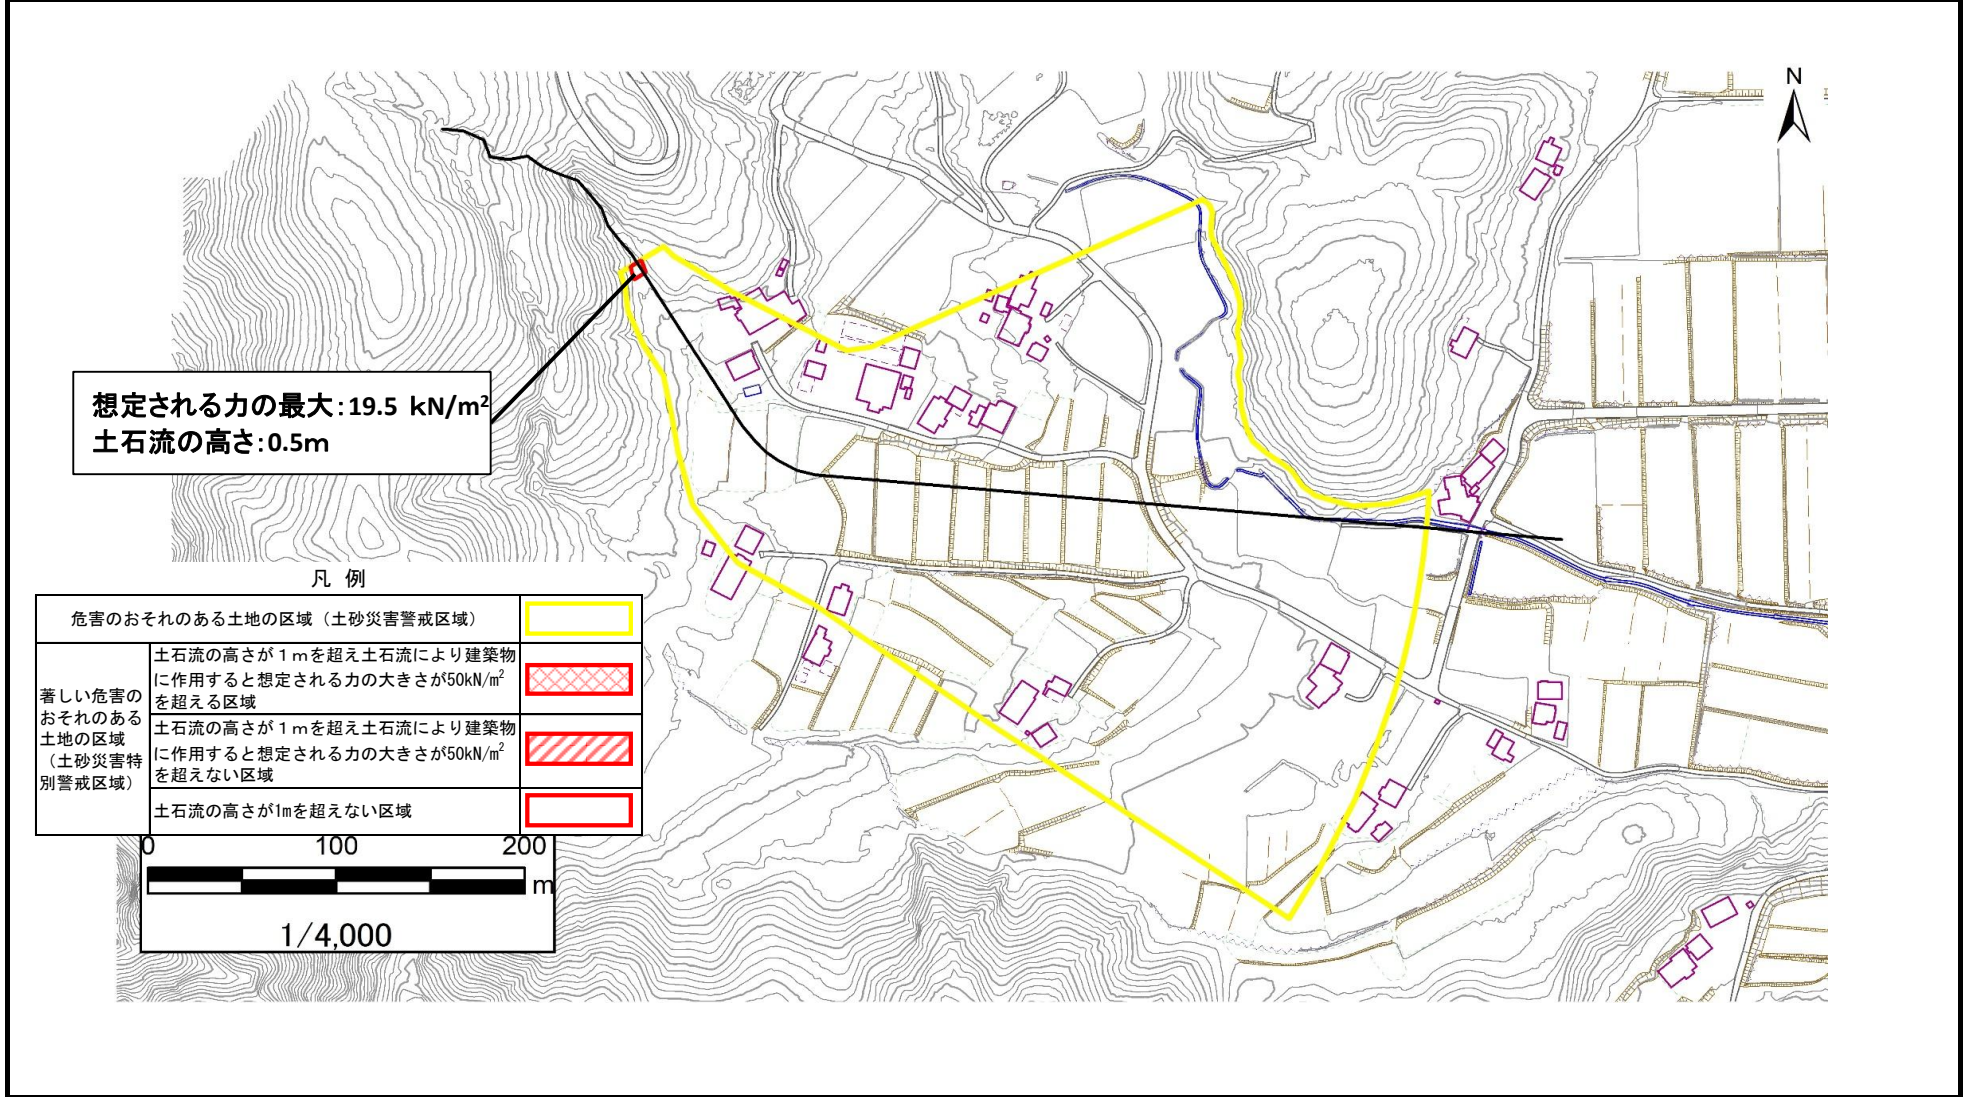 N
想定される力の最大：19.5 kN/m²
土石流の高さ：0.5m
凡 例
危害のおそれのある土地の区域（土砂災害警戒区域）
著しい危害の
おそれのある
土地の区域
（土砂災害特
別警戒区域）
土石流の高さが１ｍを超え土石流により建築物
に作用すると想定される力の大きさが50kN/㎡
を超える区域
土石流の高さが１ｍを超え土石流により建築物
に作用すると想定される力の大きさが50kN/㎡
を超えない区域
土石流の高さが1mを超えない区域
0 100 200
m
1/4,000